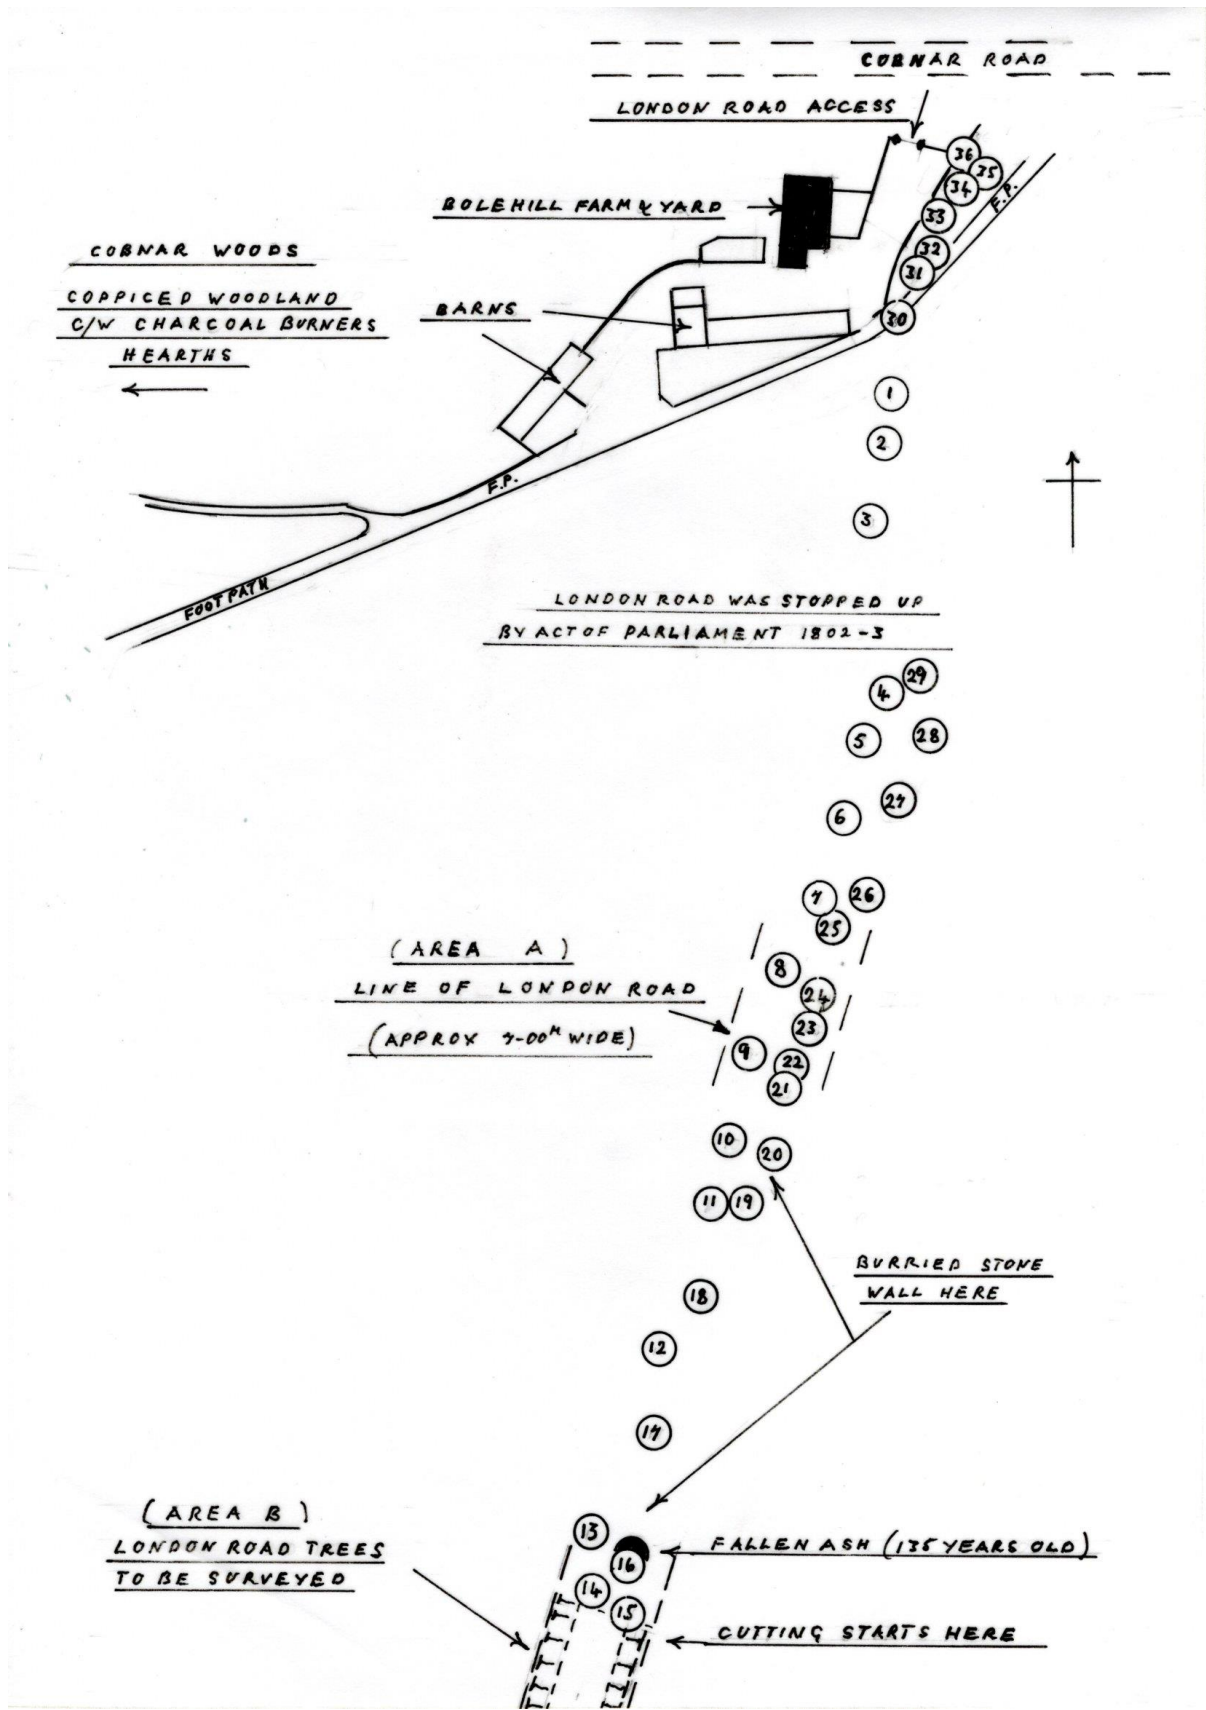 COBNAR ROAD
LONDON ROAD ACCESS
36
35
34
F.P.
BOLEHILL FARM & YARD
33
COBNAR WOODS
32
31
COPPICED WOODLAND
C/W CHARCOAL BURNERS
HEARTHS
BARNS
30
1
2
F.P.
3
FOOTPATH
LONDON ROAD WAS STOPPED UP
BY ACT OF PARLIAMENT 1802-3
29
4
5
28
6
27
7
26
25
(AREA A)
LINE OF LONDON ROAD
(APPROX 7-00M WIDE)
8
24
23
9
22
21
10
20
11
19
BURRIED STONE
WALL HERE
18
12
17
(AREA B)
LONDON ROAD TREES
TO BE SURVEYED
13
16
FALLEN ASH (135 YEARS OLD)
14
15
CUTTING STARTS HERE